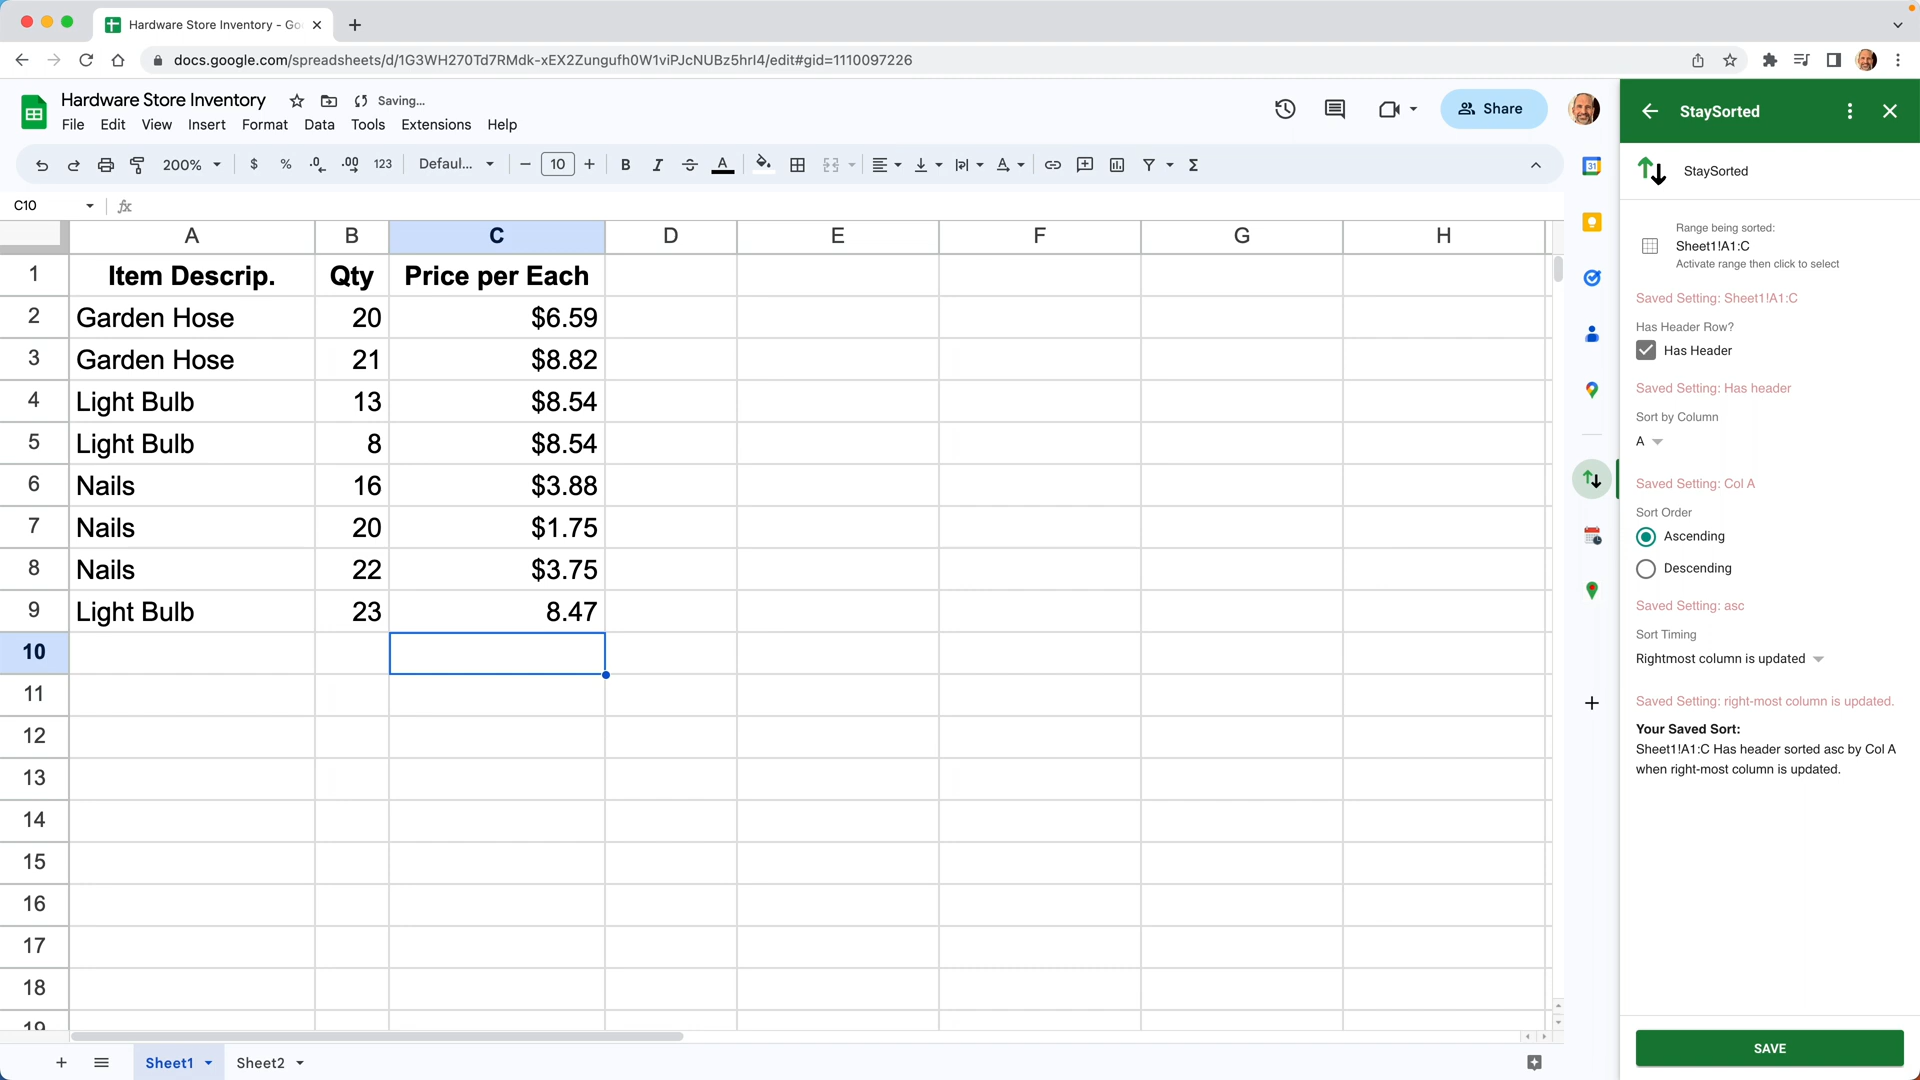 Hardware Store Inventory - Go
docs.google.com/spreadsheets/d/1G3WH270Td7RMdk-xEX2Zungufh0W1viPJcNUBz5hrI4/edit#gid=1110097226
Hardware Store Inventory Saving...
File Edit View Insert Format Data Tools Extensions Help
Share
200% $ % .0 .00 123 Defaul... 10 B I A
C10 fx
A B C D E F G H
1 Item Descrip. Qty Price per Each
2 Garden Hose 20 $6.59
3 Garden Hose 21 $8.82
4 Light Bulb 13 $8.54
5 Light Bulb 8 $8.54
6 Nails 16 $3.88
7 Nails 20 $1.75
8 Nails 22 $3.75
9 Light Bulb 23 8.47
10
11
12
13
14
15
16
17
18
19
Sheet1 Sheet2
31
StaySorted
StaySorted
Range being sorted:
Sheet1!A1:C
Activate range then click to select
Saved Setting: Sheet1!A1:C
Has Header Row?
Has Header
Saved Setting: Has header
Sort by Column
A
Saved Setting: Col A
Sort Order
Ascending
Descending
Saved Setting: asc
Sort Timing
Rightmost column is updated
Saved Setting: right-most column is updated.
Your Saved Sort:
Sheet1!A1:C Has header sorted asc by Col A
when right-most column is updated.
SAVE